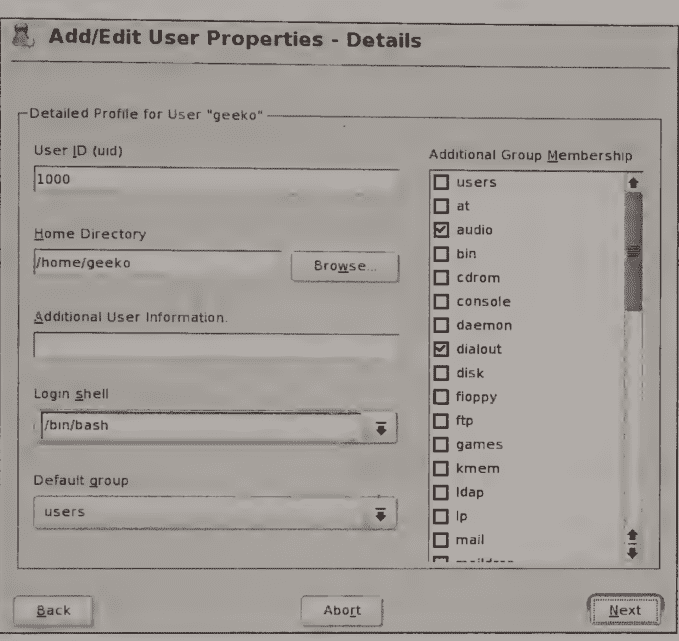 Add/Edit User Properties - Details
Detailed Profile for User "geeko"
User ID (uid)
1000
Home Directory
/home/geeko
Browse...
Additional User Information.
Login shell
/bin/bash
Default group
users
Additional Group Membership
users
at
audio
bin
cdrom
console
daemon
dialout
disk
floppy
ftp
games
kmem
ldap
lp
mail
Back
Abort
Next